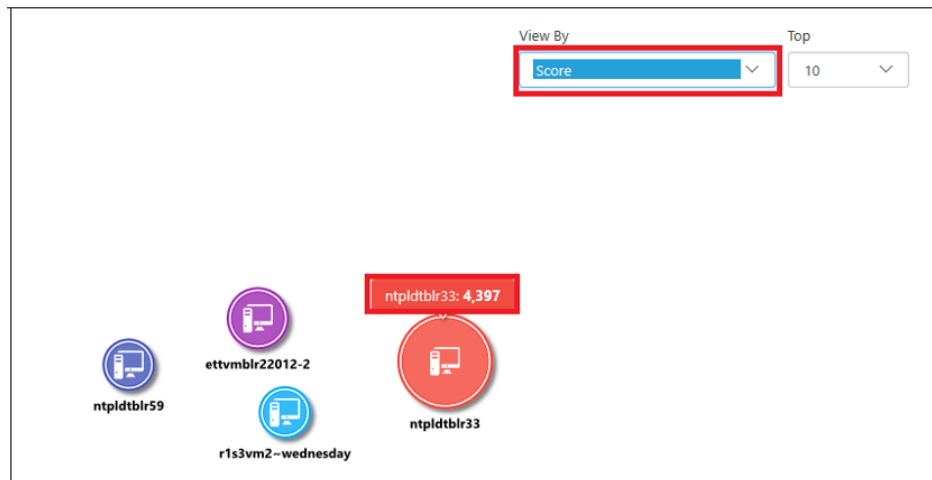 View By
Top
Score
10
ntpldtblr33: 4,397
ettvmblr22012-2
ntpldtblr59
ntpldtblr33
r1s3vm2~wednesday